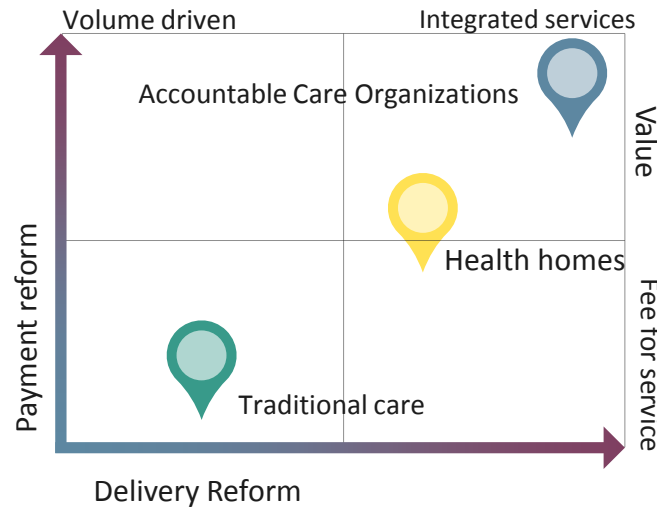 Volume driven
Integrated services
Accountable Care Organizations
Value
Health homes
Payment reform
Fee for service
Traditional care
Delivery Reform